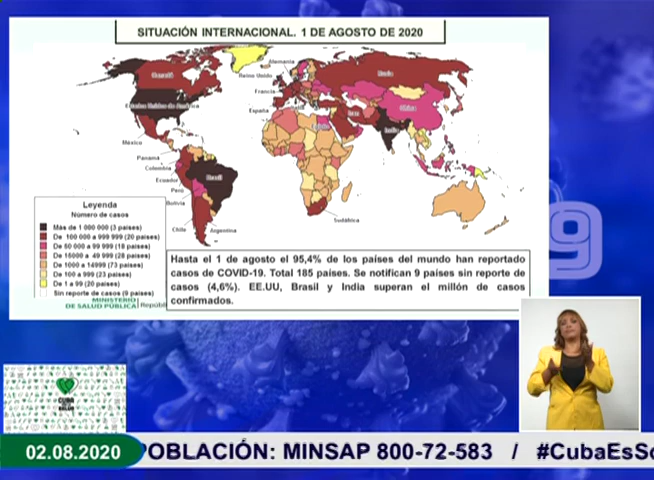 SITUACIÓN INTERNACIONAL. 1 DE AGOSTO DE 2020
Alemania
Canadá
Rusia
Reino Unido
Francia
Estados Unidos de América
China
España
Irán
India
México
Panamá
Colombia
Ecuador
Brasil
Perú
Bolivia
Chile
Argentina
Sudáfrica
Leyenda
Número de casos
Más de 1 000 000 (3 países)
De 100 000 a 999 999 (20 países)
De 50 000 a 99 999 (18 países)
De 15000 a 49 999 (28 países)
De 1000 a 14999 (73 países)
De 100 a 999 (23 países)
De 1 a 99 (20 países)
Sin reporte de casos (9 países)
Hasta el 1 de agosto el 95,4% de los países del mundo han reportado
casos de COVID-19. Total 185 países. Se notifican 9 países sin reporte de
casos (4,6%). EE.UU, Brasil y India superan el millón de casos
confirmados.
MINISTERIO
DE SALUD PÚBLICA
9
CUBA
SALUD
02.08.2020
POBLACIÓN: MINSAP 800-72-583 / #CubaEsSa